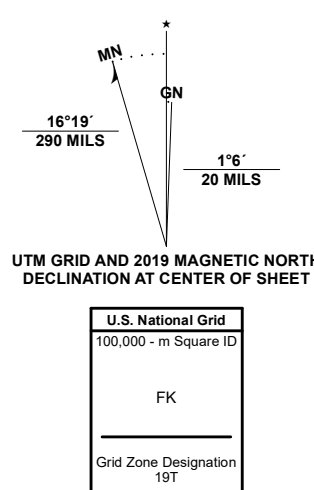 MN
GN
16°19´
290 MILS
1°6´
20 MILS
UTM GRID AND 2019 MAGNETIC NORTH
DECLINATION AT CENTER OF SHEET
U.S. National Grid
100,000 - m Square ID
FK
Grid Zone Designation
19T